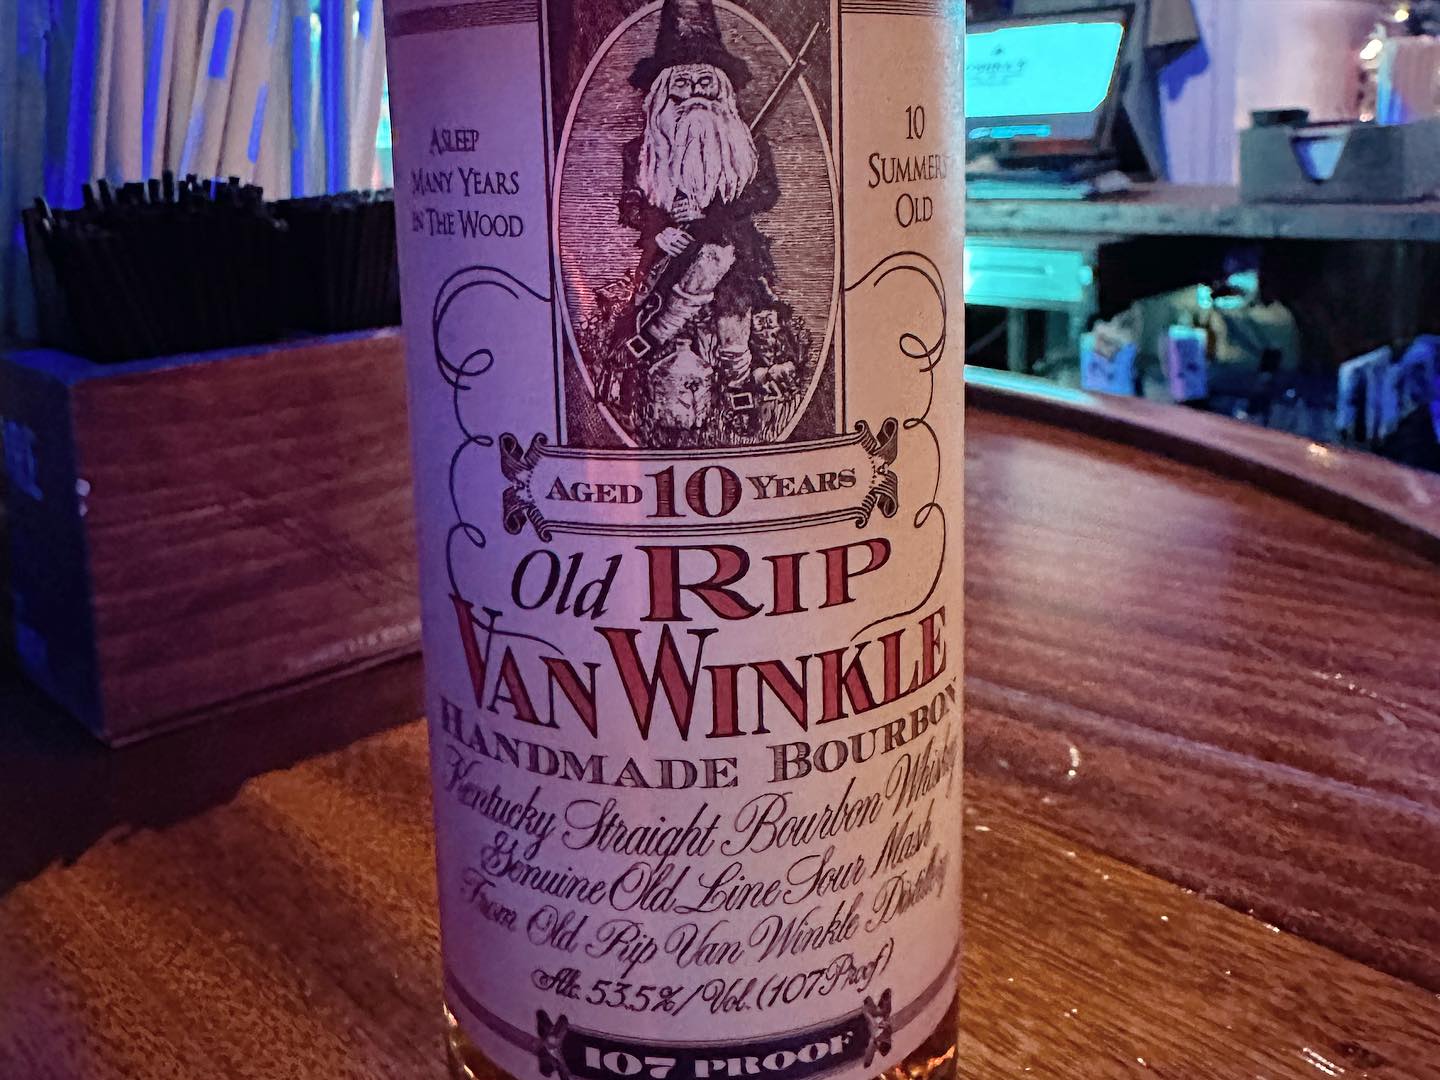 ASLEEP
MANY YEARS
IN THE WOOD
10
SUMMERS
OLD
AGED 10 YEARS
Old RIP
VAN WINKLE
HANDMADE BOURBON
Kentucky Straight Bourbon Whiskey
Genuine Old Line Sour Mash
From Old Rip Van Winkle Distillery
Alc. 53.5%/Vol. (107 Proof)
107 PROOF